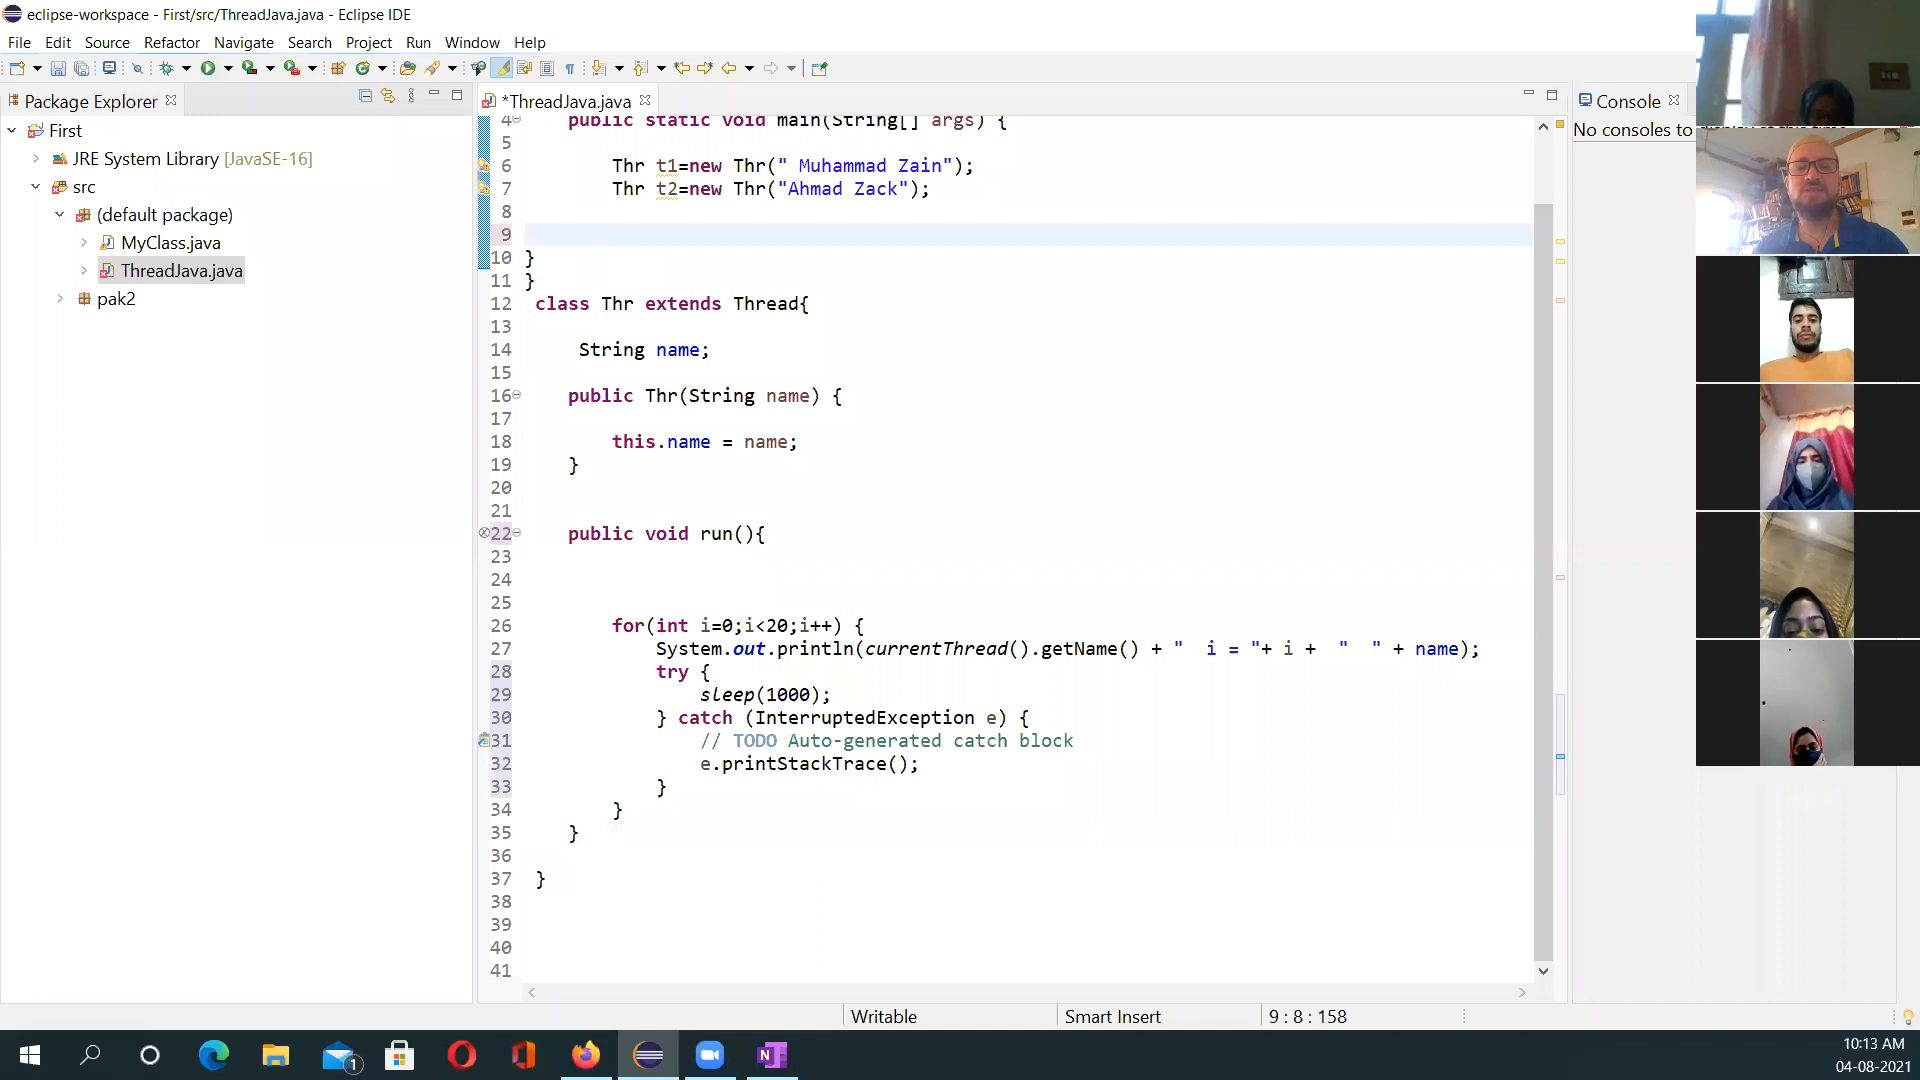 eclipse-workspace - First/src/ThreadJava.java - Eclipse IDE
File Edit Source Refactor Navigate Search Project Run Window Help
Package Explorer
First
JRE System Library [JavaSE-16]
src
(default package)
MyClass.java
ThreadJava.java
pak2
*ThreadJava.java
4 public static void main(String[] args) {
5
6 Thr t1=new Thr(" Muhammad Zain");
7 Thr t2=new Thr("Ahmad Zack");
8
9
10 }
11 }
12 class Thr extends Thread{
13
14 String name;
15
16 public Thr(String name) {
17
18 this.name = name;
19 }
20
21
22 public void run(){
23
24
25
26 for(int i=0;i<20;i++) {
27 System.out.println(currentThread().getName() + "  i = "+ i +  "  " + name);
28 try {
29 sleep(1000);
30 } catch (InterruptedException e) {
31 // TODO Auto-generated catch block
32 e.printStackTrace();
33 }
34 }
35 }
36
37 }
38
39
40
41
Console
No consoles to
Writable Smart Insert 9 : 8 : 158
1
N
10:13 AM
04-08-2021